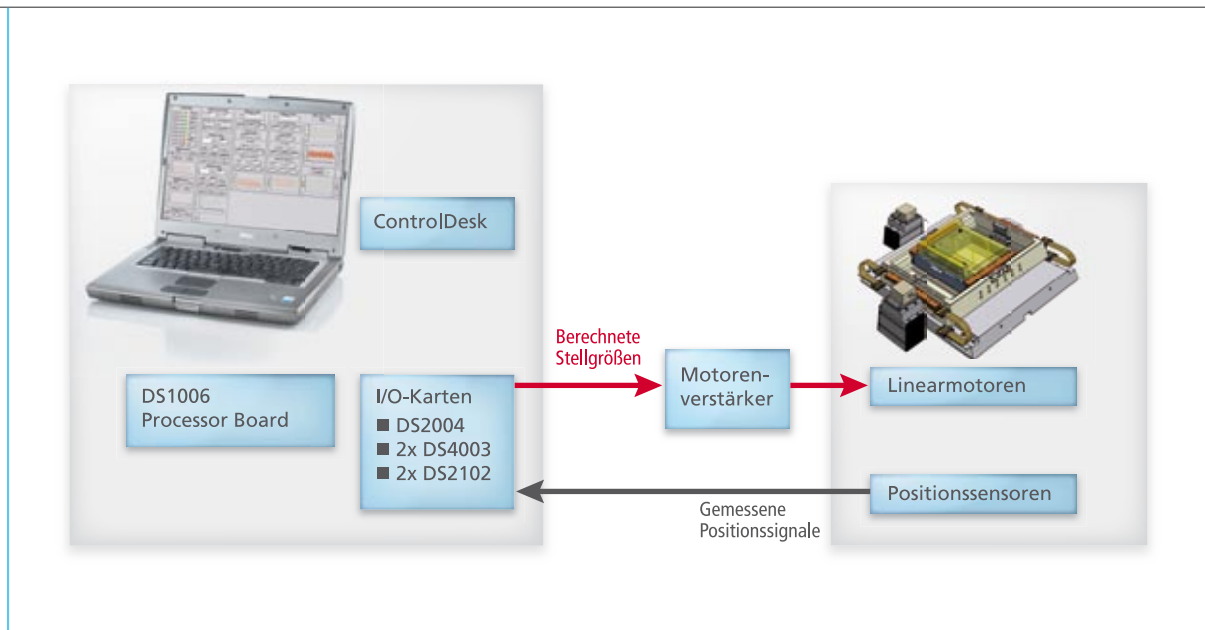 ControlDesk
Berechnete
Stellgrößen
DS1006
Processor Board
I/O-Karten
■ DS2004
■ 2x DS4003
■ 2x DS2102
Motoren-
verstärker
Linearmotoren
Positionssensoren
Gemessene
Positionssignale